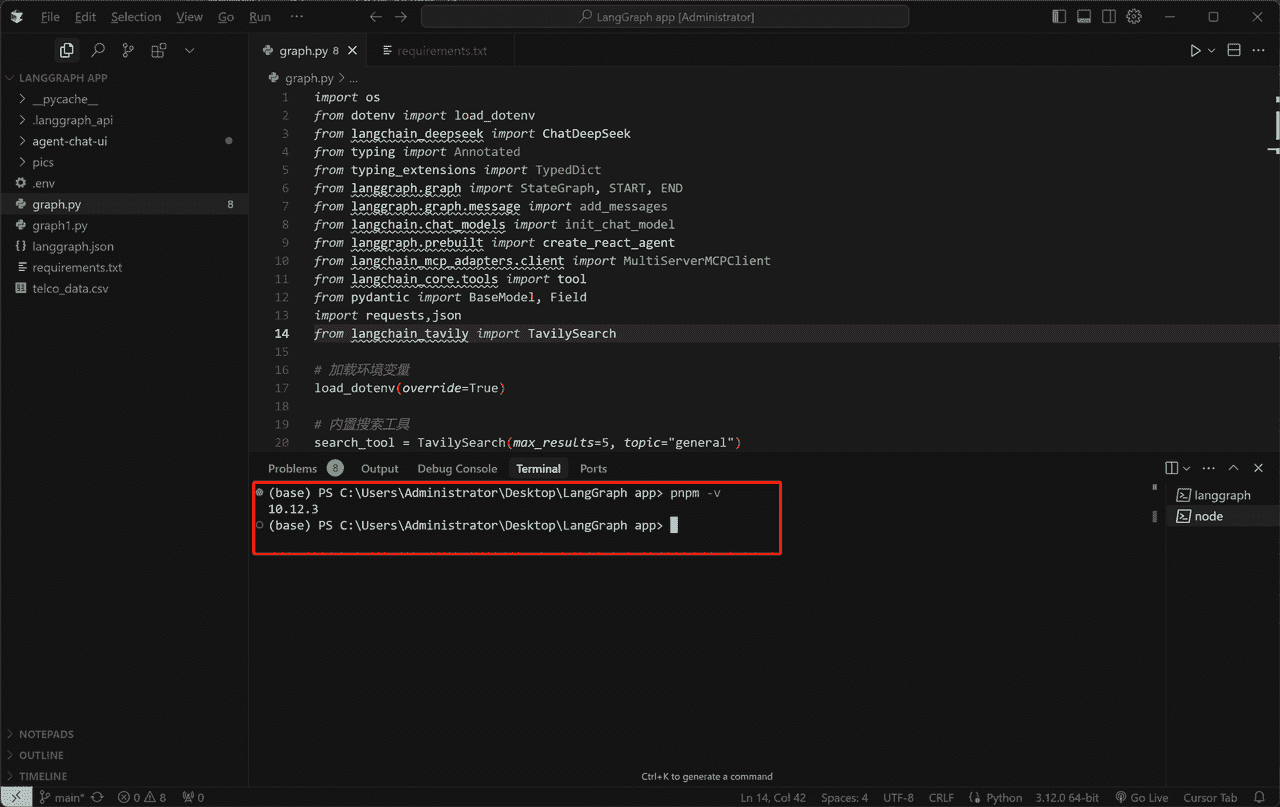 File Edit Selection View Go Run ···
LangGraph app [Administrator]
LANGGRAPH APP
__pycache__
.langgraph_api
agent-chat-ui
pics
.env
graph.py 8
graph1.py
langgraph.json
requirements.txt
telco_data.csv
NOTEPADS
OUTLINE
TIMELINE
graph.py 8
requirements.txt
graph.py > ...
1 import os
2 from dotenv import load_dotenv
3 from langchain_deepseek import ChatDeepSeek
4 from typing import Annotated
5 from typing_extensions import TypedDict
6 from langgraph.graph import StateGraph, START, END
7 from langgraph.graph.message import add_messages
8 from langchain.chat_models import init_chat_model
9 from langgraph.prebuilt import create_react_agent
10 from langchain_mcp_adapters.client import MultiServerMCPClient
11 from langchain_core.tools import tool
12 from pydantic import BaseModel, Field
13 import requests,json
14 from langchain_tavily import TavilySearch
15
16 # 加载环境变量
17 load_dotenv(override=True)
18
19 # 内置搜索工具
20 search_tool = TavilySearch(max_results=5, topic="general")
Problems 8 Output Debug Console Terminal Ports
(base) PS C:\Users\Administrator\Desktop\LangGraph app> pnpm -v
10.12.3
(base) PS C:\Users\Administrator\Desktop\LangGraph app>
langgraph
node
Ctrl+K to generate a command
main* 0 8 0 Ln 14, Col 42 Spaces: 4 UTF-8 CRLF Python 3.12.0 64-bit Go Live Cursor Tab